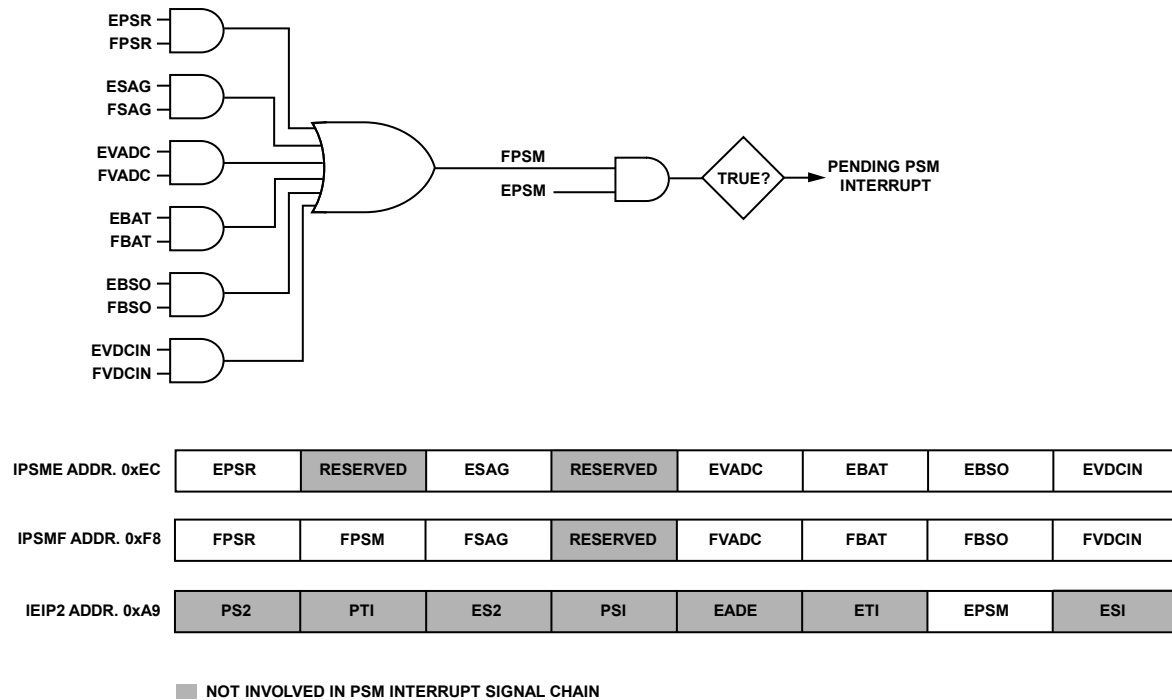 EPSR
FPSR
ESAG
FSAG
EVADC
FVADC
EBAT
FBAT
EBSO
FBSO
EVDCIN
FVDCIN
FPSM
EPSM
TRUE?
PENDING PSM
INTERRUPT
IPSME ADDR. 0xEC EPSR RESERVED ESAG RESERVED EVADC EBAT EBSO EVDCIN
IPSMF ADDR. 0xF8 FPSR FPSM FSAG RESERVED FVADC FBAT FBSO FVDCIN
IEIP2 ADDR. 0xA9 PS2 PTI ES2 PSI EADE ETI EPSM ESI
NOT INVOLVED IN PSM INTERRUPT SIGNAL CHAIN